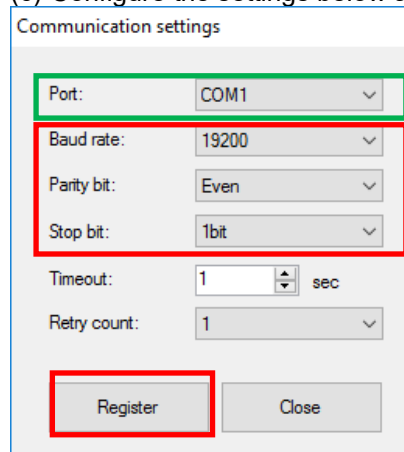 Communication settings
Port: COM1
Baud rate: 19200
Parity bit: Even
Stop bit: 1bit
Timeout: 1 sec
Retry count: 1
Register Close